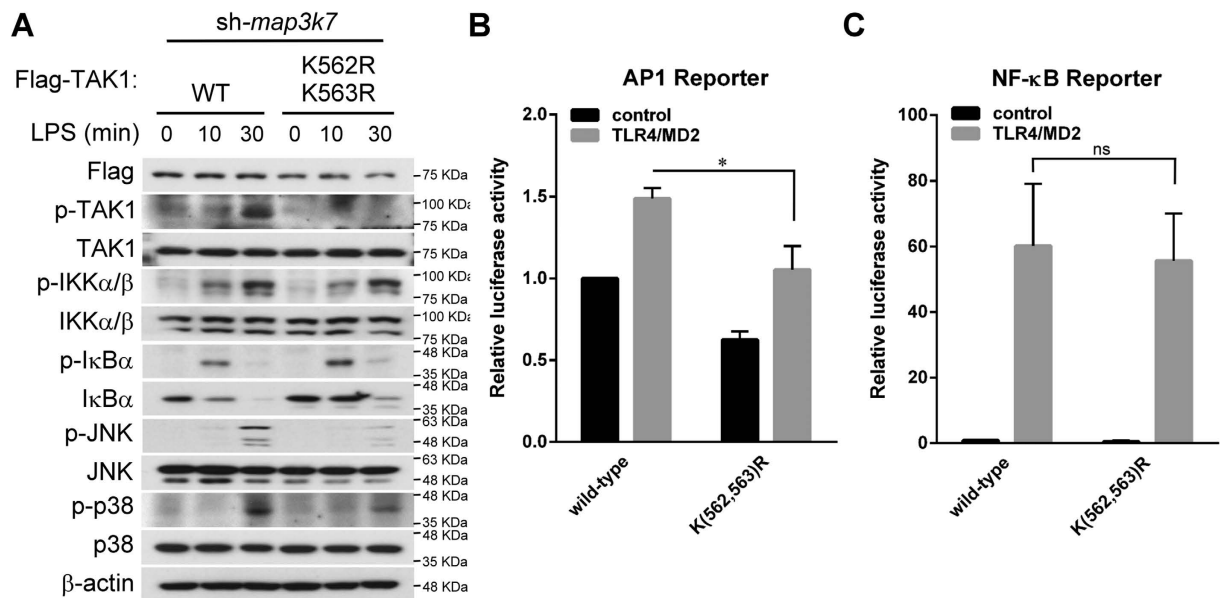 A
sh-map3k7
Flag-TAK1:
WT
K562R
K563R
LPS (min) 0 10 30 0 10 30
Flag
75 KDa
p-TAK1
100 KDa
75 KDa
TAK1
75 KDa
p-IKKα/β
100 KDa
75 KDa
IKKα/β
100 KDa
75 KDa
p-IκBα
48 KDa
35 KDa
IκBα
48 KDa
35 KDa
p-JNK
63 KDa
48 KDa
JNK
63 KDa
48 KDa
p-p38
48 KDa
35 KDa
p38
48 KDa
35 KDa
β-actin
48 KDa
B
AP1 Reporter
control
TLR4/MD2
*
Relative luciferase activity
2.0
1.5
1.0
0.5
0.0
wild-type
K(562,563)R
C
NF-κB Reporter
control
TLR4/MD2
ns
Relative luciferase activity
100
80
60
40
20
0
wild-type
K(562,563)R